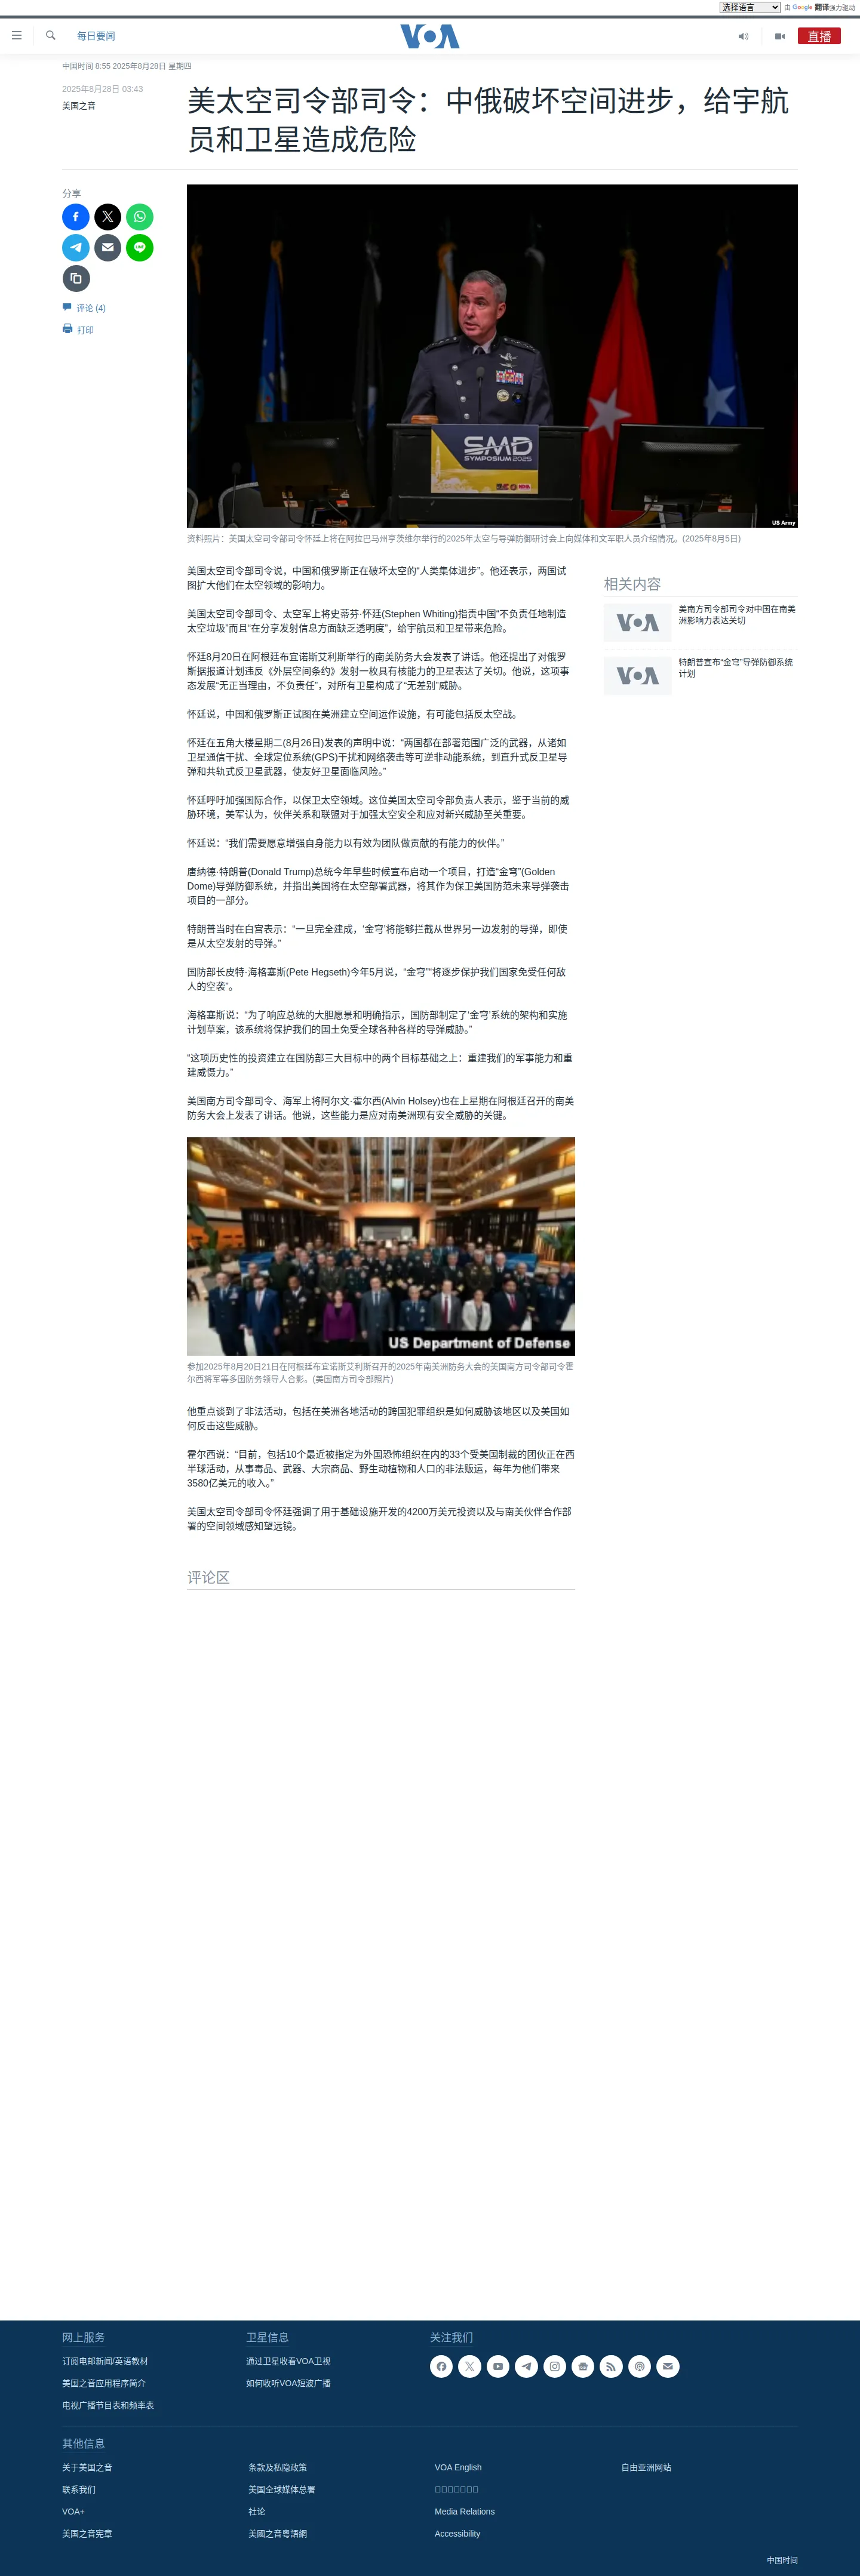 选择语言 由 Google 翻译强力驱动
每日要闻
VOA
直播
中国时间 8:55 2025年8月28日 星期四
2025年8月28日 03:43
美国之音
美太空司令部司令：中俄破坏空间进步，给宇航
员和卫星造成危险
分享
评论 (4)
打印
SMD
SYMPOSIUM2025
US Army
资料照片：美国太空司令部司令怀廷上将在阿拉巴马州亨茨维尔举行的2025年太空与导弹防御研讨会上向媒体和文军职人员介绍情况。(2025年8月5日)
美国太空司令部司令说，中国和俄罗斯正在破坏太空的“人类集体进步”。他还表示，两国试
图扩大他们在太空领域的影响力。
美国太空司令部司令、太空军上将史蒂芬·怀廷(Stephen Whiting)指责中国“不负责任地制造
太空垃圾”而且“在分享发射信息方面缺乏透明度”，给宇航员和卫星带来危险。
怀廷8月20日在阿根廷布宜诺斯艾利斯举行的南美防务大会发表了讲话。他还提出了对俄罗
斯据报道计划违反《外层空间条约》发射一枚具有核能力的卫星表达了关切。他说，这项事
态发展“无正当理由，不负责任”，对所有卫星构成了“无差别”威胁。
怀廷说，中国和俄罗斯正试图在美洲建立空间运作设施，有可能包括反太空战。
怀廷在五角大楼星期二(8月26日)发表的声明中说：“两国都在部署范围广泛的武器，从诸如
卫星通信干扰、全球定位系统(GPS)干扰和网络袭击等可逆非动能系统，到直升式反卫星导
弹和共轨式反卫星武器，使友好卫星面临风险。”
怀廷呼吁加强国际合作，以保卫太空领域。这位美国太空司令部负责人表示，鉴于当前的威
胁环境，美军认为，伙伴关系和联盟对于加强太空安全和应对新兴威胁至关重要。
怀廷说：“我们需要愿意增强自身能力以有效为团队做贡献的有能力的伙伴。”
唐纳德·特朗普(Donald Trump)总统今年早些时候宣布启动一个项目，打造“金穹”(Golden
Dome)导弹防御系统，并指出美国将在太空部署武器，将其作为保卫美国防范未来导弹袭击
项目的一部分。
特朗普当时在白宫表示：“一旦完全建成，‘金穹’将能够拦截从世界另一边发射的导弹，即使
是从太空发射的导弹。”
国防部长皮特·海格塞斯(Pete Hegseth)今年5月说，“金穹”“将逐步保护我们国家免受任何敌
人的空袭”。
海格塞斯说：“为了响应总统的大胆愿景和明确指示，国防部制定了‘金穹’系统的架构和实施
计划草案，该系统将保护我们的国土免受全球各种各样的导弹威胁。”
“这项历史性的投资建立在国防部三大目标中的两个目标基础之上：重建我们的军事能力和重
建威慑力。”
美国南方司令部司令、海军上将阿尔文·霍尔西(Alvin Holsey)也在上星期在阿根廷召开的南美
防务大会上发表了讲话。他说，这些能力是应对南美洲现有安全威胁的关键。
US Department of Defense
参加2025年8月20日21日在阿根廷布宜诺斯艾利斯召开的2025年南美洲防务大会的美国南方司令部司令霍
尔西将军等多国防务领导人合影。(美国南方司令部照片)
他重点谈到了非法活动，包括在美洲各地活动的跨国犯罪组织是如何威胁该地区以及美国如
何反击这些威胁。
霍尔西说：“目前，包括10个最近被指定为外国恐怖组织在内的33个受美国制裁的团伙正在西
半球活动，从事毒品、武器、大宗商品、野生动植物和人口的非法贩运，每年为他们带来
3580亿美元的收入。”
美国太空司令部司令怀廷强调了用于基础设施开发的4200万美元投资以及与南美伙伴合作部
署的空间领域感知望远镜。
相关内容
VOA
美南方司令部司令对中国在南美
洲影响力表达关切
VOA
特朗普宣布“金穹”导弹防御系统
计划
评论区
网上服务
订阅电邮新闻/英语教材
美国之音应用程序简介
电视广播节目表和频率表
卫星信息
通过卫星收看VOA卫视
如何收听VOA短波广播
关注我们
其他信息
关于美国之音 条款及私隐政策 VOA English 自由亚洲网站
联系我们 美国全球媒体总署
VOA+ 社论 Media Relations
美国之音宪章 美國之音粵語網 Accessibility
中国时间